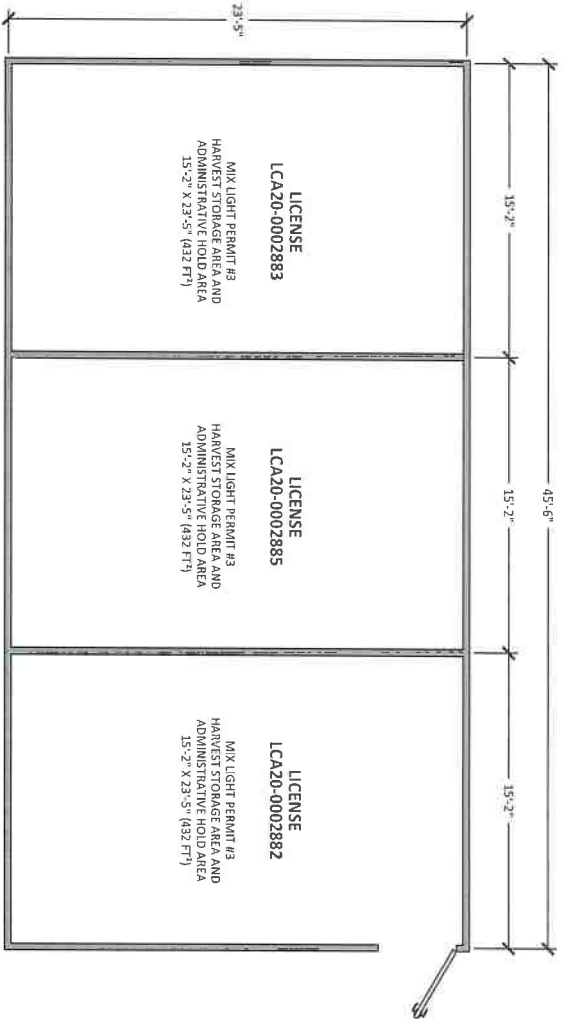 45'-6"
15'-2"
15'-2"
15'-2"
23'-5"
LICENSE
LCA20-0002883
MIX LIGHT PERMIT #3
HARVEST STORAGE AREA AND
ADMINISTRATIVE HOLD AREA
15'-2" X 23'-5" (432 FT²)
LICENSE
LCA20-0002885
MIX LIGHT PERMIT #3
HARVEST STORAGE AREA AND
ADMINISTRATIVE HOLD AREA
15'-2" X 23'-5" (432 FT²)
LICENSE
LCA20-0002882
MIX LIGHT PERMIT #3
HARVEST STORAGE AREA AND
ADMINISTRATIVE HOLD AREA
15'-2" X 23'-5" (432 FT²)